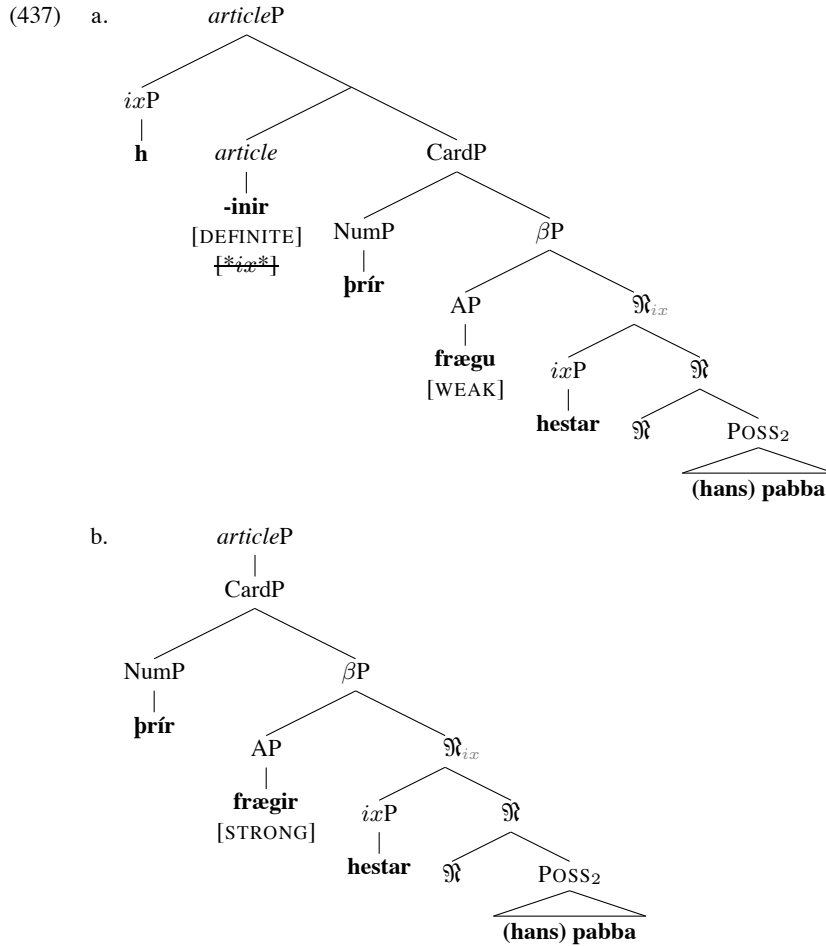 (437) a. articleP
ixP
h article CardP
-inir
[DEFINITE] NumP βP
[*ix*]
þrír AP 𝔑ix
frægu ixP 𝔑
[WEAK]
hestar 𝔑 POSS2
(hans) pabba
b. articleP
CardP
NumP βP
þrír
AP 𝔑ix
frægir ixP 𝔑
[STRONG]
hestar 𝔑 POSS2
(hans) pabba